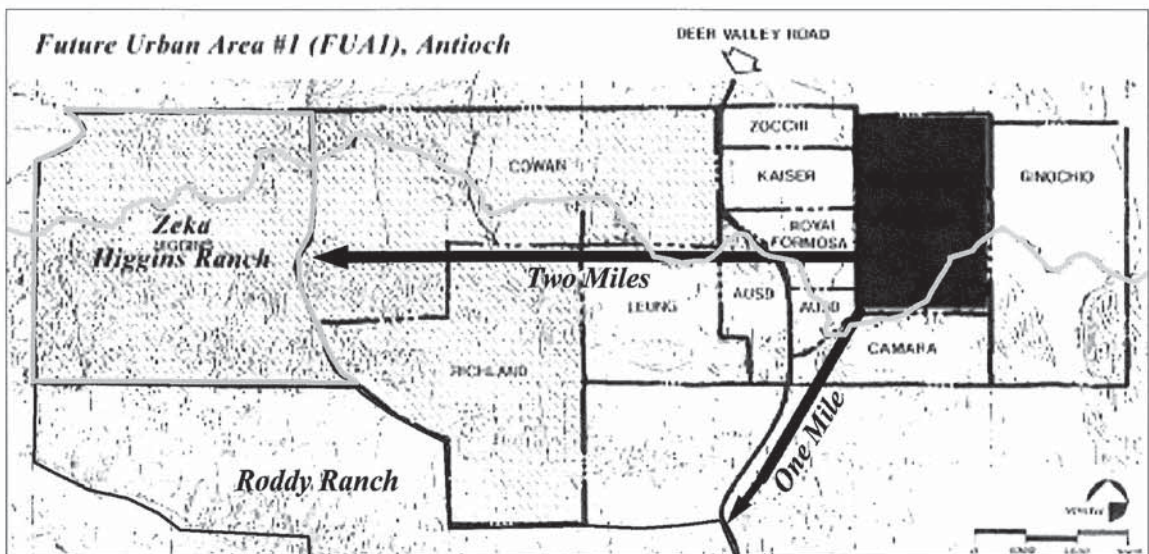 Future Urban Area #1 (FUA1), Antioch
DEER VALLEY ROAD
ZOCCHI
COWAN
KAISER
GINOCHIO
ROYAL
FORMOSA
Zeka
Higgins Ranch
Two Miles
LEUNG
AUSD
AUSD
CAMARA
RICHLAND
One Mile
Roddy Ranch